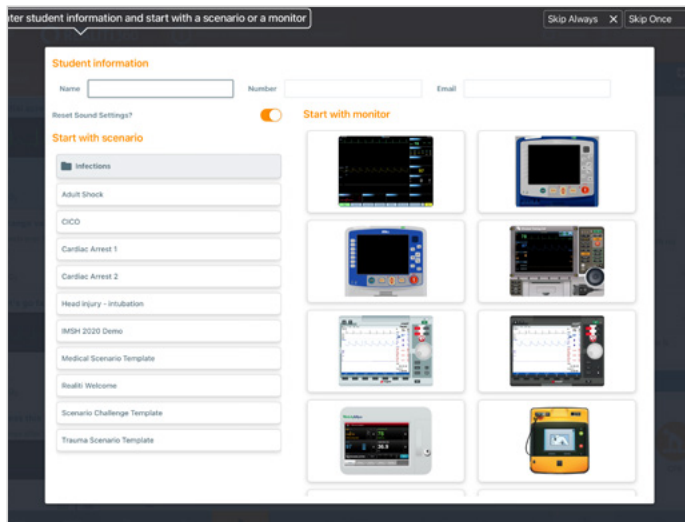 ter student information and start with a scenario or a monitor
Skip Always X Skip Once
Student information
Name Number Email
Reset Sound Settings?
Start with monitor
Start with scenario
Infections
Adult Shock
CICO
Cardiac Arrest 1
Cardiac Arrest 2
Head Injury - intubation
IMSH 2020 Demo
Medical Scenario Template
Realiti Welcome
Scenario Challenge Template
Trauma Scenario Template